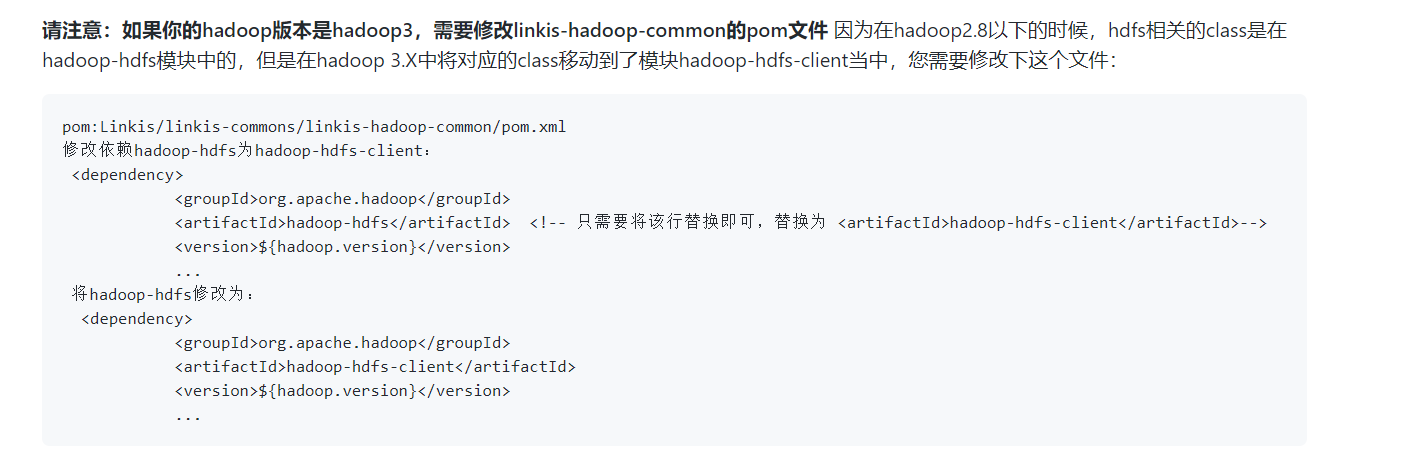 请注意：如果你的hadoop版本是hadoop3，需要修改linkis-hadoop-common的pom文件 因为在hadoop2.8以下的时候，hdfs相关的class是在
hadoop-hdfs模块中的，但是在hadoop 3.X中将对应的class移动到了模块hadoop-hdfs-client当中，您需要修改下这个文件：
pom:Linkis/linkis-commons/linkis-hadoop-common/pom.xml
修改依赖hadoop-hdfs为hadoop-hdfs-client：
<dependency>
<groupId>org.apache.hadoop</groupId>
<artifactId>hadoop-hdfs</artifactId> <!-- 只需要将该行替换即可，替换为 <artifactId>hadoop-hdfs-client</artifactId>-->
<version>${hadoop.version}</version>
...
将hadoop-hdfs修改为：
<dependency>
<groupId>org.apache.hadoop</groupId>
<artifactId>hadoop-hdfs-client</artifactId>
<version>${hadoop.version}</version>
...